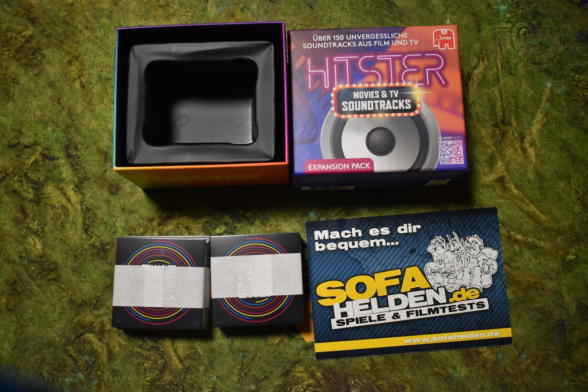 ÜBER 150 UNVERGESSLICHE
SOUNDTRACKS AUS FILM UND TV
Jumbo
HITSTER
MOVIES & TV
SOUNDTRACKS
EXPANSION PACK
Mach es dir
bequem...
SOFA
HELDEN.de
SPIELE & FILMTESTS
www.sofahelden.de